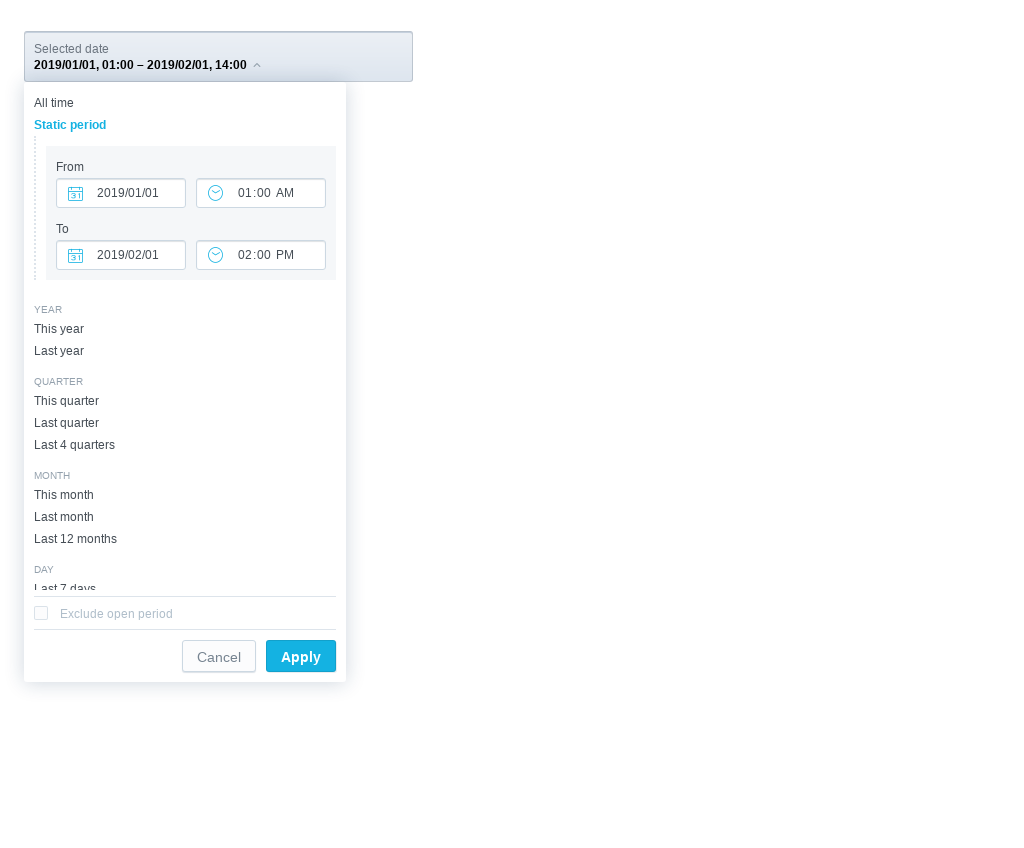 Selected date
2019/01/01, 01:00 – 2019/02/01, 14:00
All time
Static period
From
31 2019/01/01 01:00 AM
To
31 2019/02/01 02:00 PM
YEAR
This year
Last year
QUARTER
This quarter
Last quarter
Last 4 quarters
MONTH
This month
Last month
Last 12 months
DAY
Last 7 days
Exclude open period
Cancel Apply